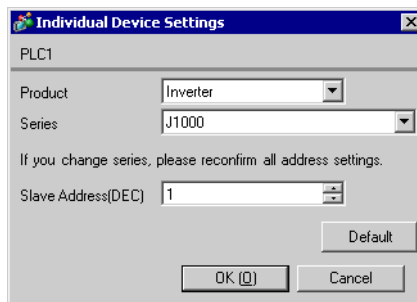 Individual Device Settings
PLC1
Product Inverter
Series J1000
If you change series, please reconfirm all address settings.
Slave Address(DEC) 1
Default
OK (O) Cancel